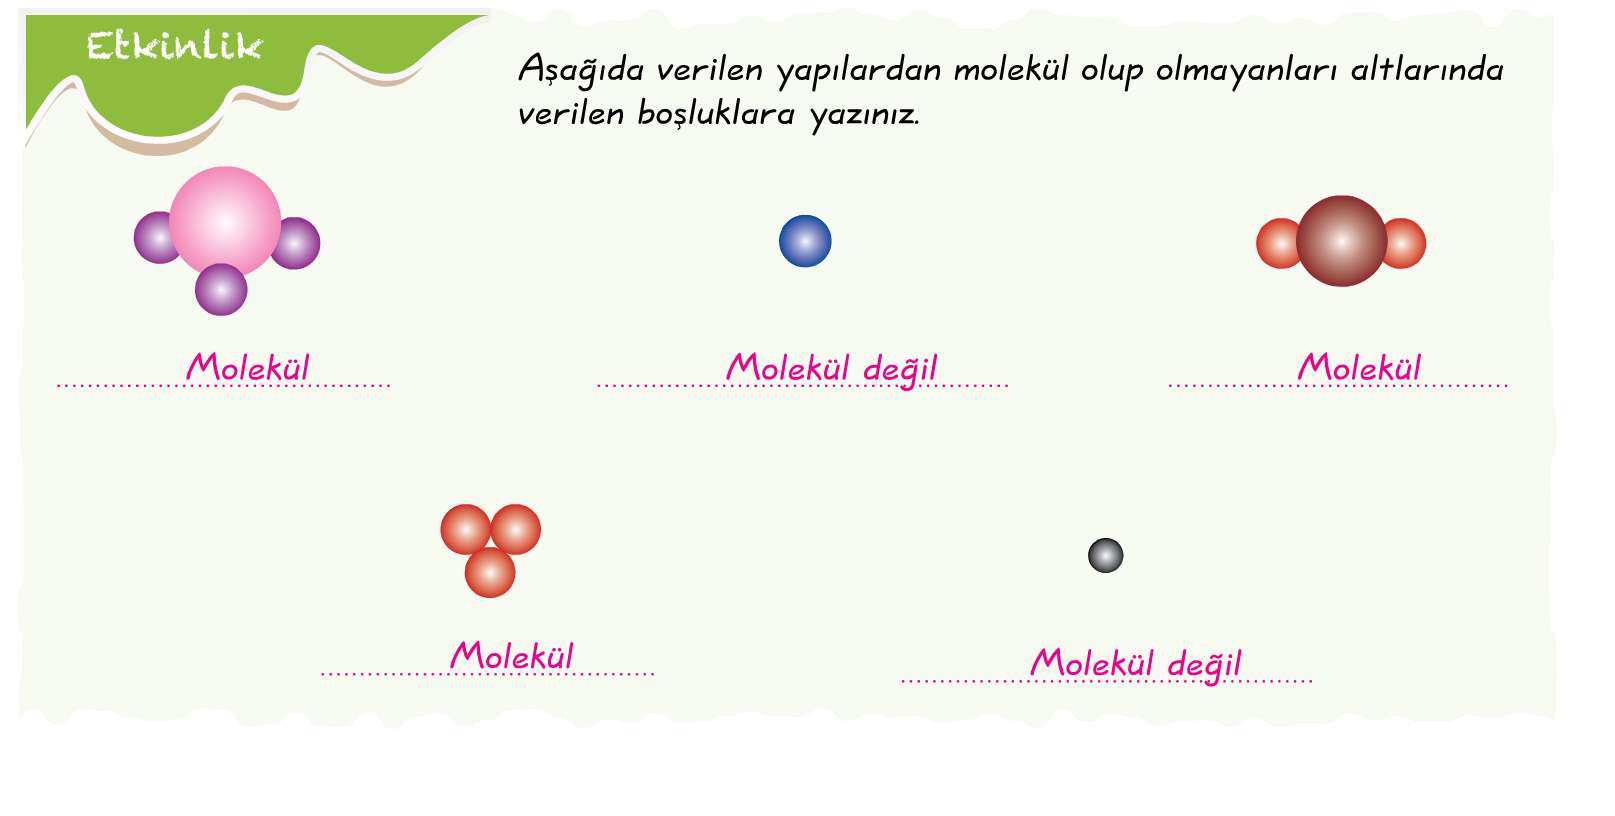 Etkinlik
Aşağıda verilen yapılardan molekül olup olmayanları altlarında
verilen boşluklara yazınız.
Molekül
Molekül değil
Molekül
Molekül
Molekül değil